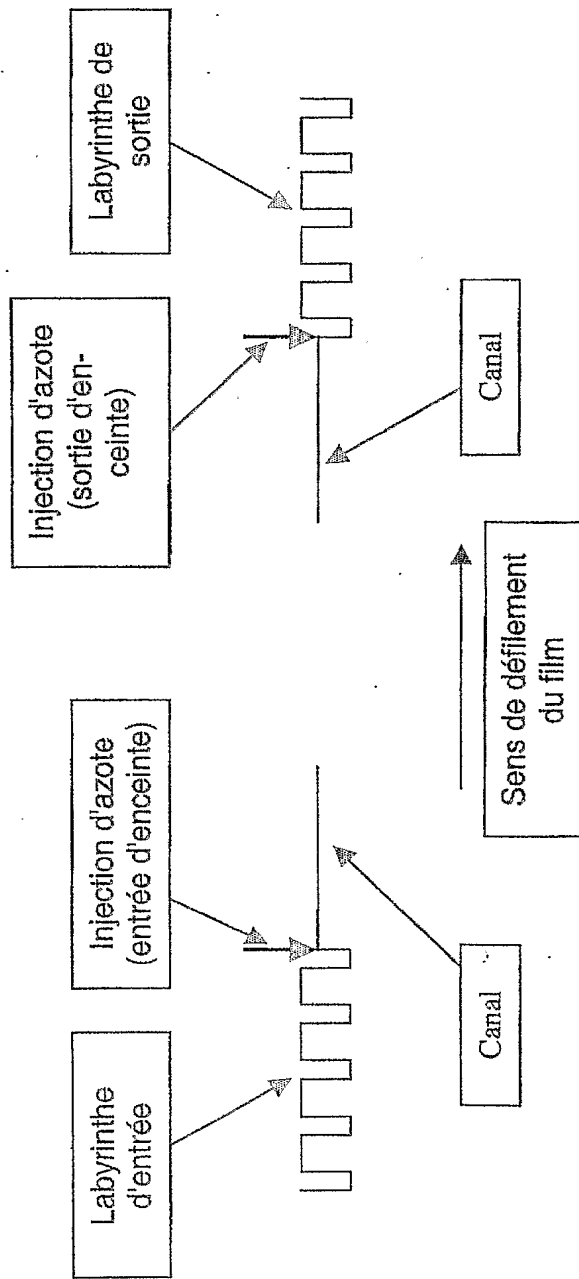 Labyrinthe
d'entrée
Injection d'azote
(entrée d'enceinte)
Injection d'azote
(sortie d'en-
ceinte)
Labyrinthe de
sortie
Canal
Sens de défilement
du film
Canal